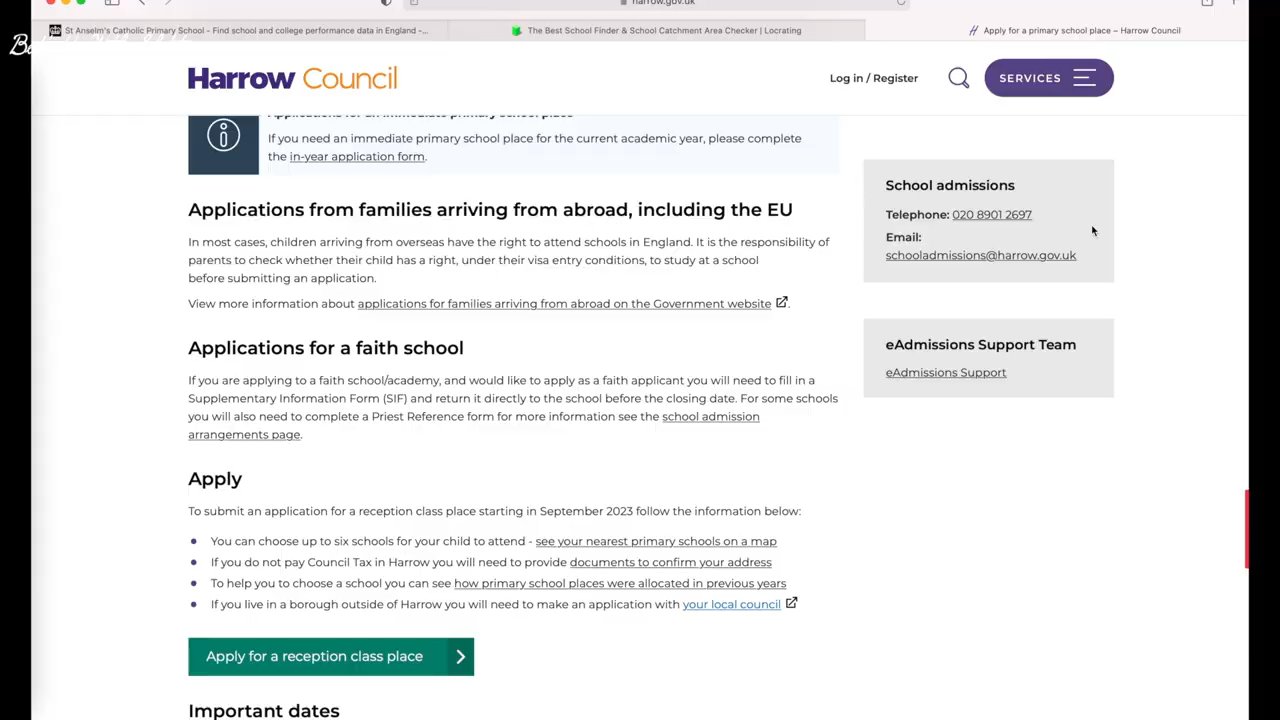 harrow.gov.uk
St Anselm's Catholic Primary School - Find school and college performance data in England -...
The Best School Finder & School Catchment Area Checker | Locrating
Apply for a primary school place – Harrow Council
Harrow Council
Log in / Register
SERVICES
If you need an immediate primary school place for the current academic year, please complete
the in-year application form.
Applications from families arriving from abroad, including the EU
In most cases, children arriving from overseas have the right to attend schools in England. It is the responsibility of
parents to check whether their child has a right, under their visa entry conditions, to study at a school
before submitting an application.
View more information about applications for families arriving from abroad on the Government website.
Applications for a faith school
If you are applying to a faith school/academy, and would like to apply as a faith applicant you will need to fill in a
Supplementary Information Form (SIF) and return it directly to the school before the closing date. For some schools
you will also need to complete a Priest Reference form for more information see the school admission
arrangements page.
Apply
To submit an application for a reception class place starting in September 2023 follow the information below:
You can choose up to six schools for your child to attend - see your nearest primary schools on a map
If you do not pay Council Tax in Harrow you will need to provide documents to confirm your address
To help you to choose a school you can see how primary school places were allocated in previous years
If you live in a borough outside of Harrow you will need to make an application with your local council
Apply for a reception class place
Important dates
School admissions
Telephone: 020 8901 2697
Email:
schooladmissions@harrow.gov.uk
eAdmissions Support Team
eAdmissions Support